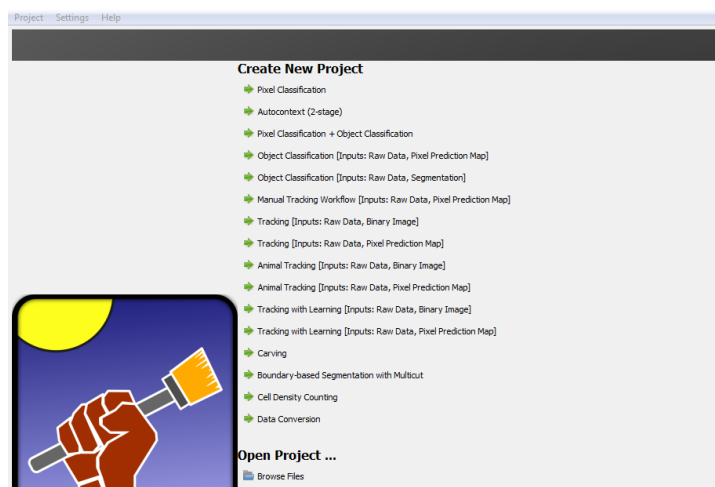 Project Settings Help
Create New Project
Pixel Classification
Autocontext (2-stage)
Pixel Classification + Object Classification
Object Classification [Inputs: Raw Data, Pixel Prediction Map]
Object Classification [Inputs: Raw Data, Segmentation]
Manual Tracking Workflow [Inputs: Raw Data, Pixel Prediction Map]
Tracking [Inputs: Raw Data, Binary Image]
Tracking [Inputs: Raw Data, Pixel Prediction Map]
Animal Tracking [Inputs: Raw Data, Binary Image]
Animal Tracking [Inputs: Raw Data, Pixel Prediction Map]
Tracking with Learning [Inputs: Raw Data, Binary Image]
Tracking with Learning [Inputs: Raw Data, Pixel Prediction Map]
Carving
Boundary-based Segmentation with Multicut
Cell Density Counting
Data Conversion
Open Project ...
Browse Files